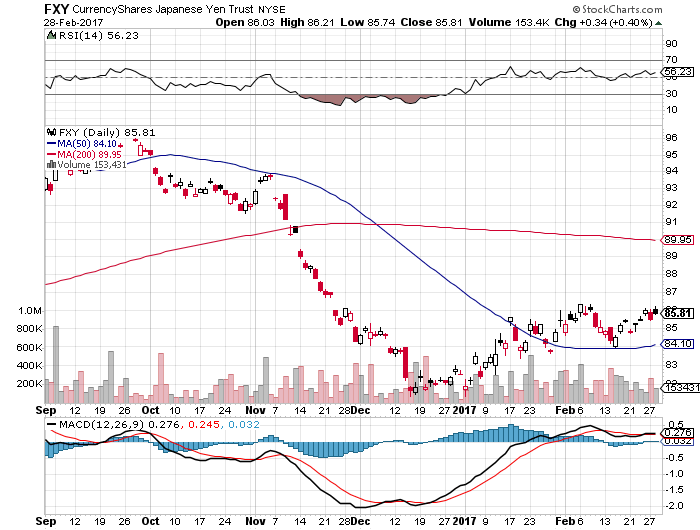 FXY CurrencyShares Japanese Yen Trust NYSE
© StockCharts.com
28-Feb-2017
Open 86.03 High 86.21 Low 85.74 Close 85.81 Volume 153.4K Chg +0.34 (+0.40%)
RSI(14) 56.23
90
70
56.23
50
30
10
FXY (Daily) 85.81
MA(50) 84.10
MA(200) 89.95
Volume 153,431
96
95
94
93
92
91
89.95
89
88
87
86
85.81
85
84.10
83
82
153431
1.0M
800K
600K
400K
200K
Sep 12 19 26 Oct 10 17 24 Nov 7 14 21 28 Dec 12 19 27 2017 9 17 23 Feb 6 13 21 27
MACD(12,26,9) 0.276, 0.245, 0.032
0.5
0.276
0.032
-0.5
-1.0
-1.5
-2.0
Sep 12 19 26 Oct 10 17 24 Nov 7 14 21 28 Dec 12 19 27 2017 9 17 23 Feb 6 13 21 27